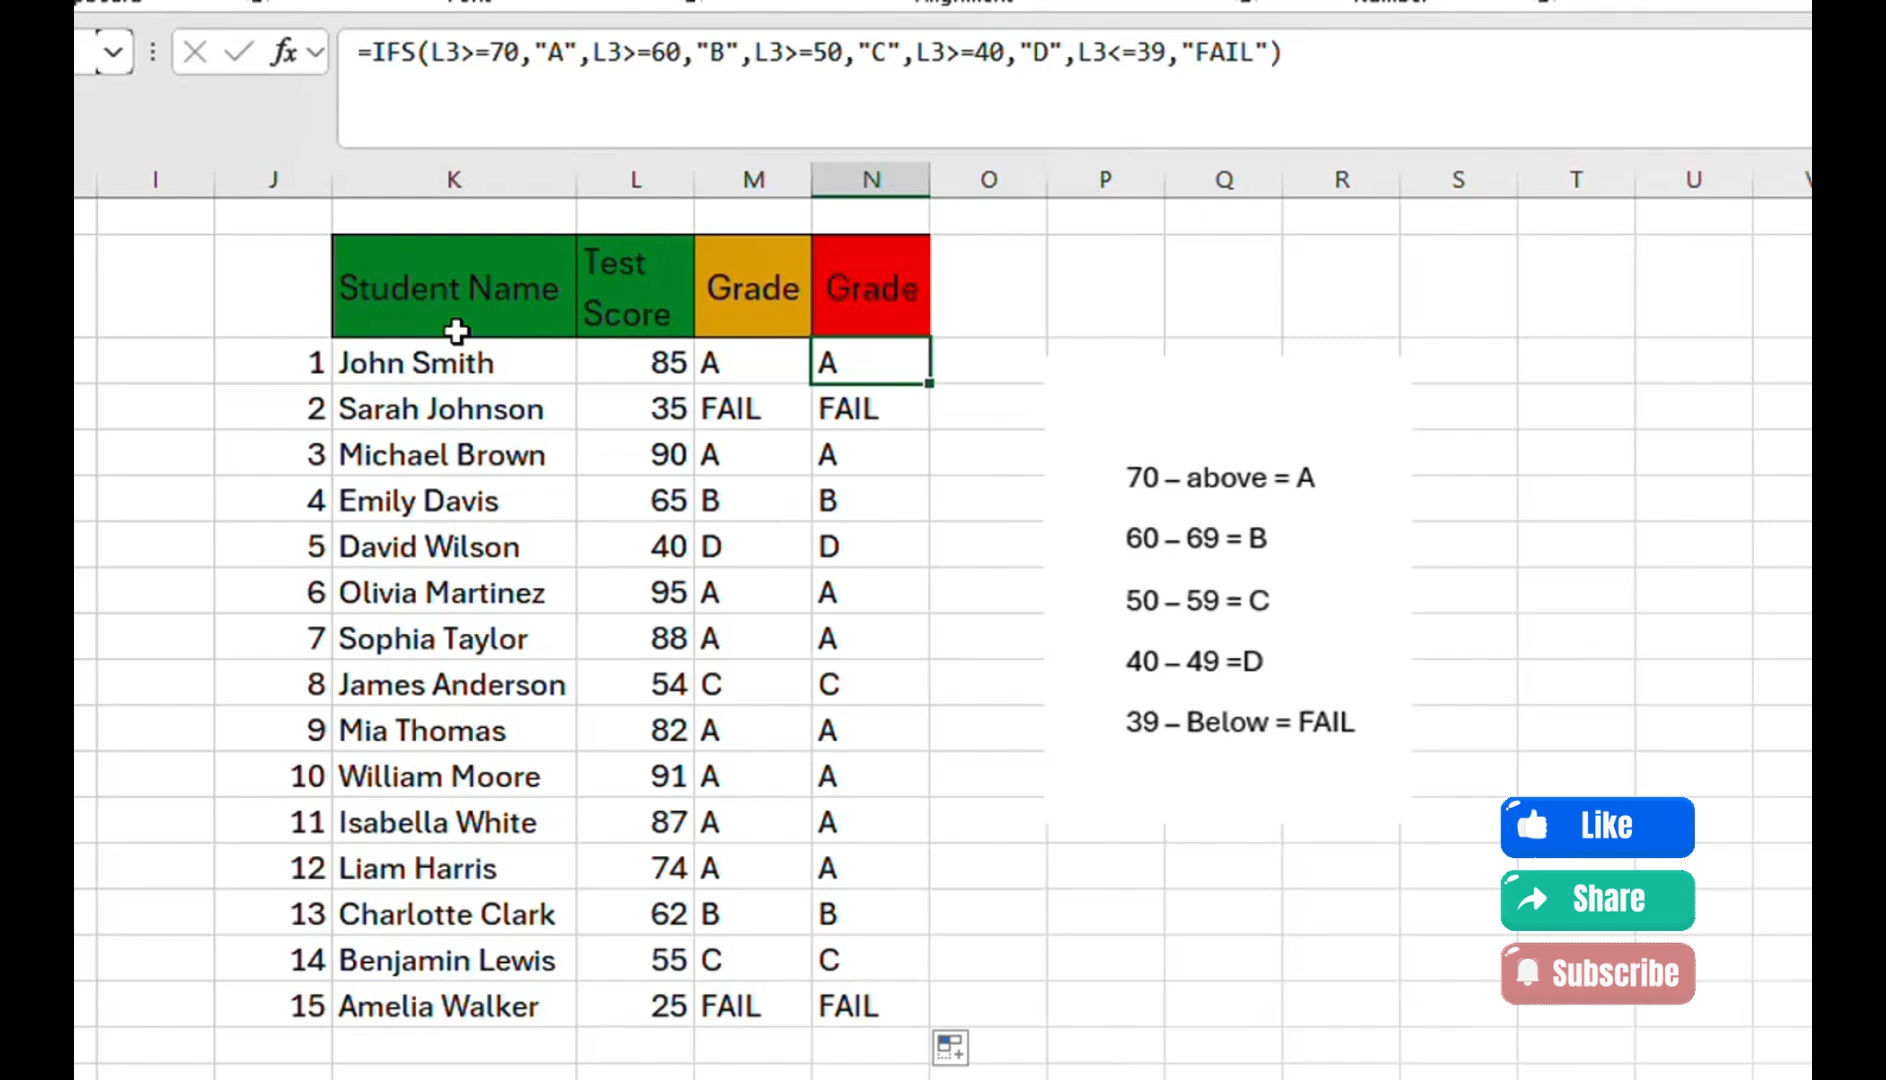 =IFS(L3>=70,"A",L3>=60,"B",L3>=50,"C",L3>=40,"D",L3<=39,"FAIL")
I J K L M N O P Q R S T U
Student Name Test Score Grade Grade
1 John Smith 85 A A
2 Sarah Johnson 35 FAIL FAIL
3 Michael Brown 90 A A
4 Emily Davis 65 B B
5 David Wilson 40 D D
6 Olivia Martinez 95 A A
7 Sophia Taylor 88 A A
8 James Anderson 54 C C
9 Mia Thomas 82 A A
10 William Moore 91 A A
11 Isabella White 87 A A
12 Liam Harris 74 A A
13 Charlotte Clark 62 B B
14 Benjamin Lewis 55 C C
15 Amelia Walker 25 FAIL FAIL
70 – above = A
60 – 69 = B
50 – 59 = C
40 – 49 =D
39 – Below = FAIL
Like
Share
Subscribe